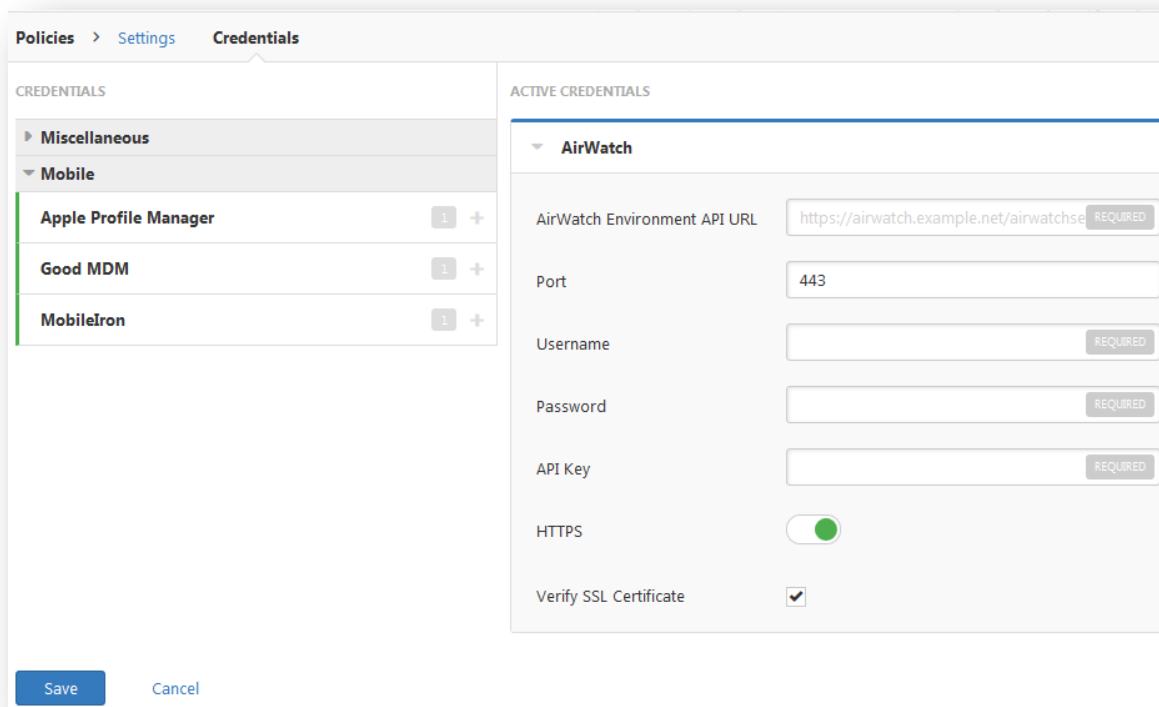 Policies > Settings Credentials
CREDENTIALS
Miscellaneous
Mobile
Apple Profile Manager 1 +
Good MDM 1 +
MobileIron 1 +
ACTIVE CREDENTIALS
AirWatch
AirWatch Environment API URL https://airwatch.example.net/airwatchse REQUIRED
Port 443
Username REQUIRED
Password REQUIRED
API Key REQUIRED
HTTPS
Verify SSL Certificate
Save Cancel